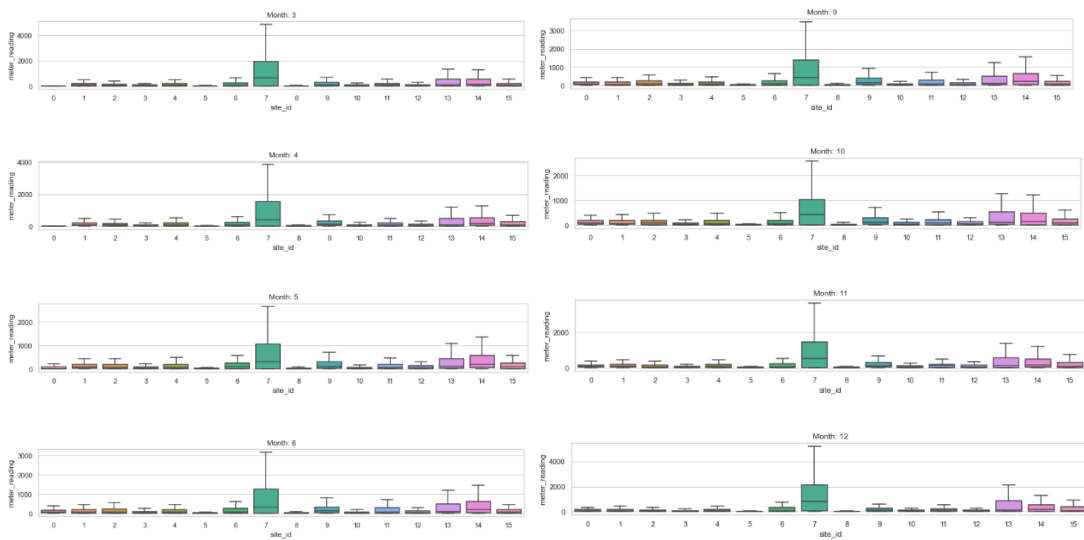 Month: 3
meter_reading
4000
2000
0
0 1 2 3 4 5 6 7 8 9 10 11 12 13 14 15
site_id
Month: 4
meter_reading
4000
2000
0
0 1 2 3 4 5 6 7 8 9 10 11 12 13 14 15
site_id
Month: 5
meter_reading
2000
1000
0
0 1 2 3 4 5 6 7 8 9 10 11 12 13 14 15
site_id
Month: 6
meter_reading
3000
2000
1000
0
0 1 2 3 4 5 6 7 8 9 10 11 12 13 14 15
site_id
Month: 9
meter_reading
3000
2000
1000
0
0 1 2 3 4 5 6 7 8 9 10 11 12 13 14 15
site_id
Month: 10
meter_reading
2000
1000
0
0 1 2 3 4 5 6 7 8 9 10 11 12 13 14 15
site_id
Month: 11
meter_reading
2000
0
0 1 2 3 4 5 6 7 8 9 10 11 12 13 14 15
site_id
Month: 12
meter_reading
4000
2000
0
0 1 2 3 4 5 6 7 8 9 10 11 12 13 14 15
site_id